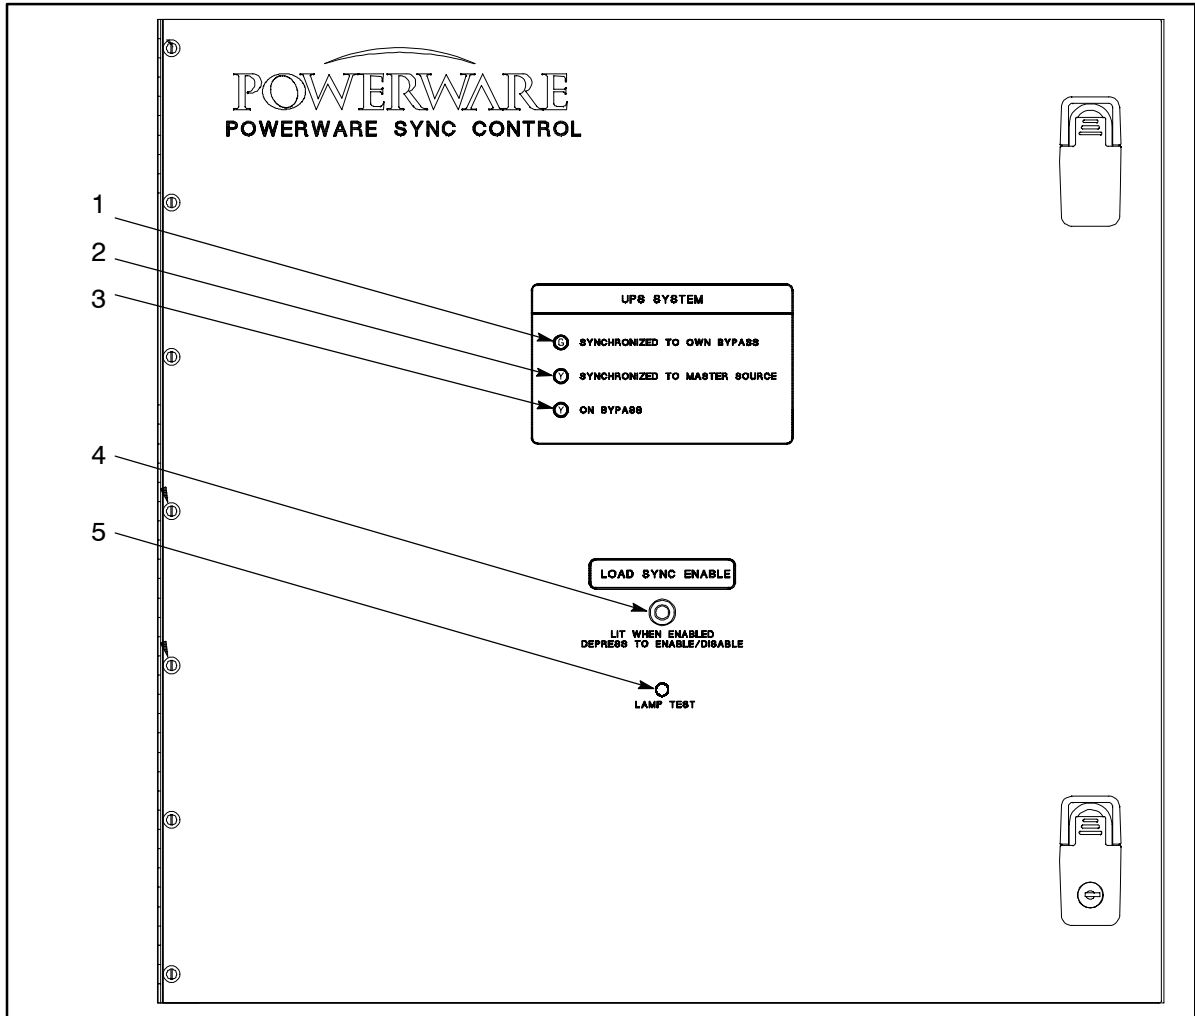 POWERWARE
POWERWARE SYNC CONTROL
1
2
3
UPS SYSTEM
G SYNCHRONIZED TO OWN BYPASS
Y SYNCHRONIZED TO MASTER SOURCE
Y ON BYPASS
4
5
LOAD SYNC ENABLE
LIT WHEN ENABLED
DEPRESS TO ENABLE/DISABLE
LAMP TEST